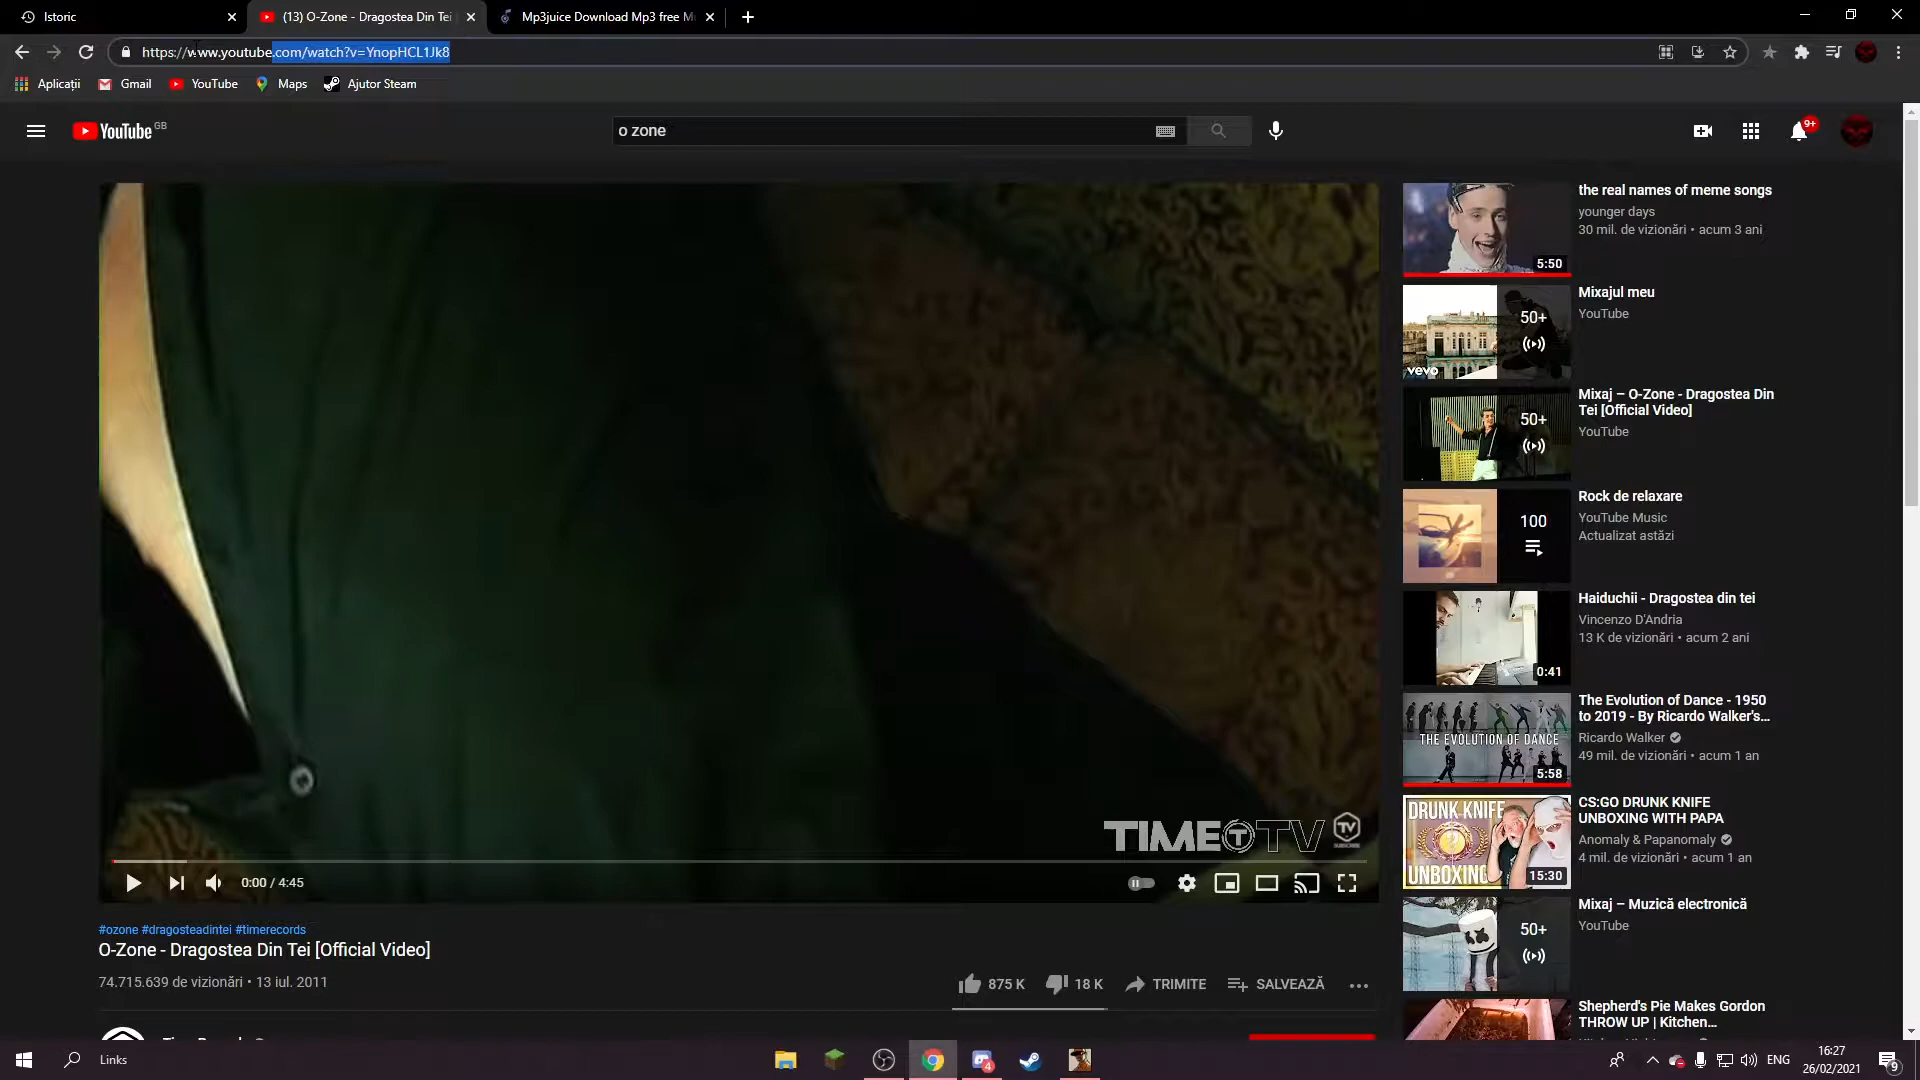 Istoric
(13) O-Zone - Dragostea Din Tei
Mp3juice Download Mp3 free M
https://www.youtube.com/watch?v=YnopHCL1Jk8
Aplicații
Gmail
YouTube
Maps
Ajutor Steam
YouTube GB
o zone
9+
the real names of meme songs
younger days
30 mil. de vizionări • acum 3 ani
5:50
Mixajul meu
YouTube
50+
vevo
Mixaj – O-Zone - Dragostea Din
Tei [Official Video]
YouTube
50+
Rock de relaxare
YouTube Music
Actualizat astăzi
100
Haiduchii - Dragostea din tei
Vincenzo D'Andria
13 K de vizionări • acum 2 ani
0:41
The Evolution of Dance - 1950
to 2019 - By Ricardo Walker's...
Ricardo Walker
49 mil. de vizionări • acum 1 an
THE EVOLUTION OF DANCE
5:58
CS:GO DRUNK KNIFE
UNBOXING WITH PAPA
Anomaly & Papanomaly
4 mil. de vizionări • acum 1 an
DRUNK KNIFE
UNBOXING
15:30
Mixaj – Muzică electronică
YouTube
50+
Shepherd's Pie Makes Gordon
THROW UP | Kitchen...
TIME TV
TV
SUBSCRIBE
0:00 / 4:45
#ozone #dragosteadintei #timerecords
O-Zone - Dragostea Din Tei [Official Video]
74.715.639 de vizionări • 13 iul. 2011
875 K
18 K
TRIMITE
SALVEAZĂ
Links
4
ENG
16:27
26/02/2021
9